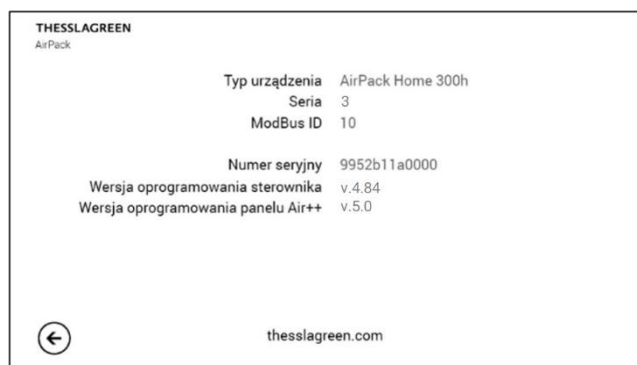 THESSLAGREEN
AirPack
Typ urządzenia AirPack Home 300h
Seria 3
ModBus ID 10
Numer seryjny 9952b11a0000
Wersja oprogramowania sterownika v.4.84
Wersja oprogramowania panelu Air++ v.5.0
thesslagreen.com